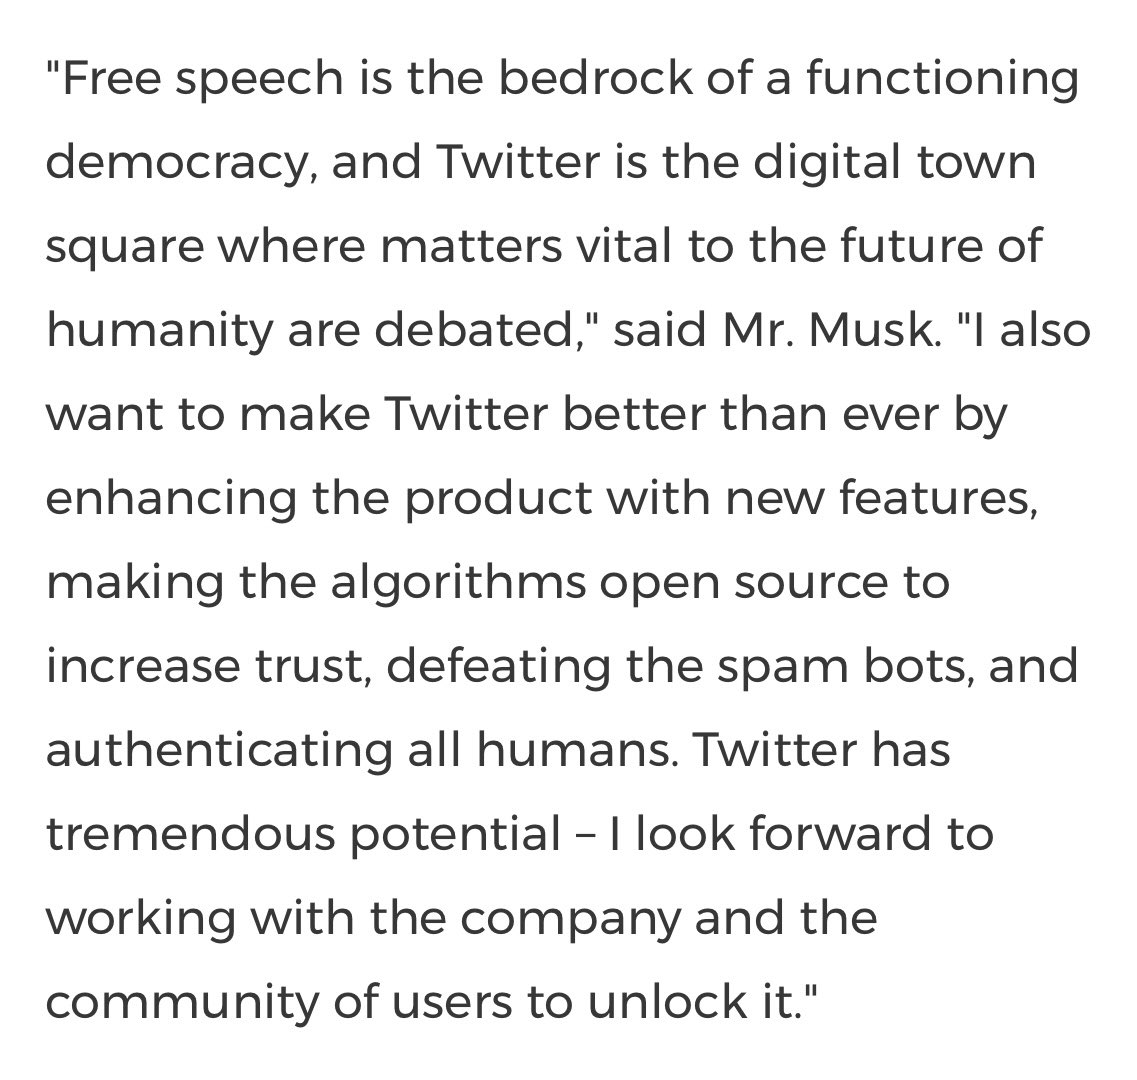 "Free speech is the bedrock of a functioning
democracy, and Twitter is the digital town
square where matters vital to the future of
humanity are debated," said Mr. Musk. "I also
want to make Twitter better than ever by
enhancing the product with new features,
making the algorithms open source to
increase trust, defeating the spam bots, and
authenticating all humans. Twitter has
tremendous potential – I look forward to
working with the company and the
community of users to unlock it."